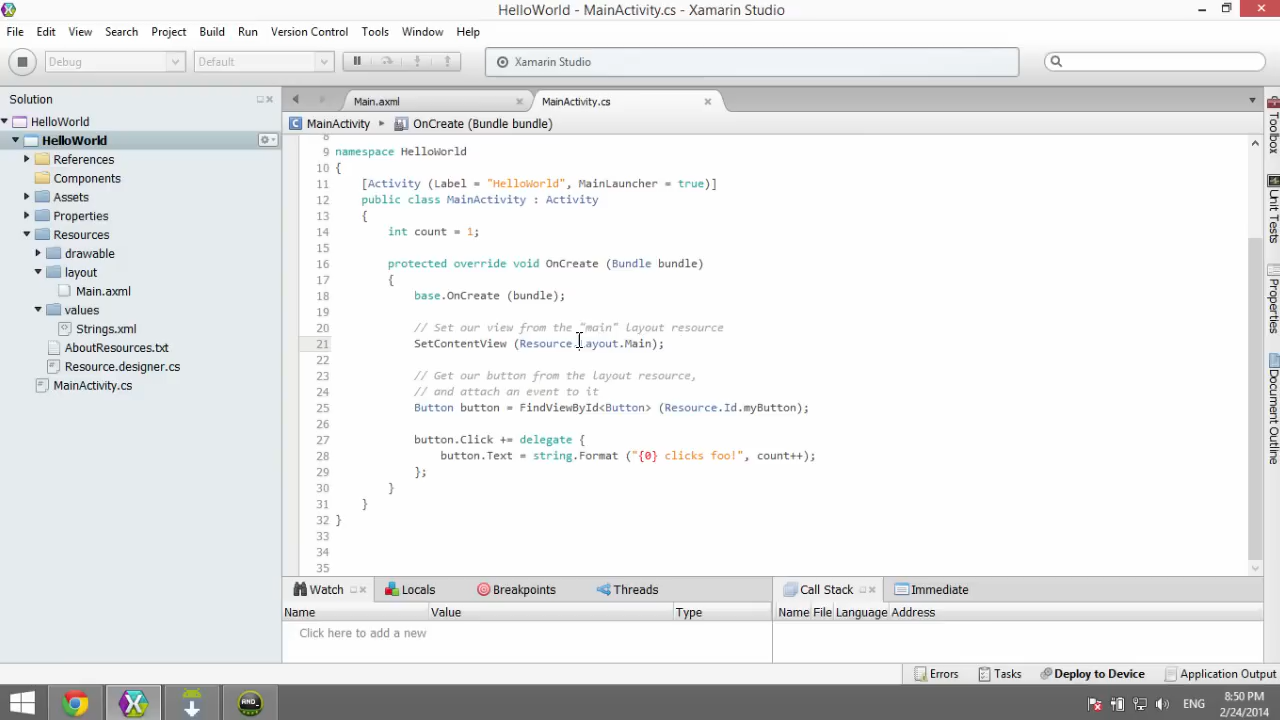 HelloWorld - MainActivity.cs - Xamarin Studio
File Edit View Search Project Build Run Version Control Tools Window Help
Debug Default Xamarin Studio
Solution
HelloWorld
HelloWorld
References
Components
Assets
Properties
Resources
drawable
layout
Main.axml
values
Strings.xml
AboutResources.txt
Resource.designer.cs
MainActivity.cs
Main.axml MainActivity.cs
MainActivity OnCreate (Bundle bundle)
8
9 namespace HelloWorld
10 {
11 [Activity (Label = "HelloWorld", MainLauncher = true)]
12 public class MainActivity : Activity
13 {
14 int count = 1;
15
16 protected override void OnCreate (Bundle bundle)
17 {
18 base.OnCreate (bundle);
19
20 // Set our view from the "main" layout resource
21 SetContentView (Resource.Layout.Main);
22
23 // Get our button from the layout resource,
24 // and attach an event to it
25 Button button = FindViewById<Button> (Resource.Id.myButton);
26
27 button.Click += delegate {
28 button.Text = string.Format ("{0} clicks foo!", count++);
29 };
30 }
31 }
32 }
33
34
35
Toolbox
Unit Tests
Properties
Document Outline
Watch Locals Breakpoints Threads
Name Value Type
Click here to add a new
Call Stack Immediate
Name File Language Address
Errors Tasks Deploy to Device Application Output
ENG
8:50 PM
2/24/2014